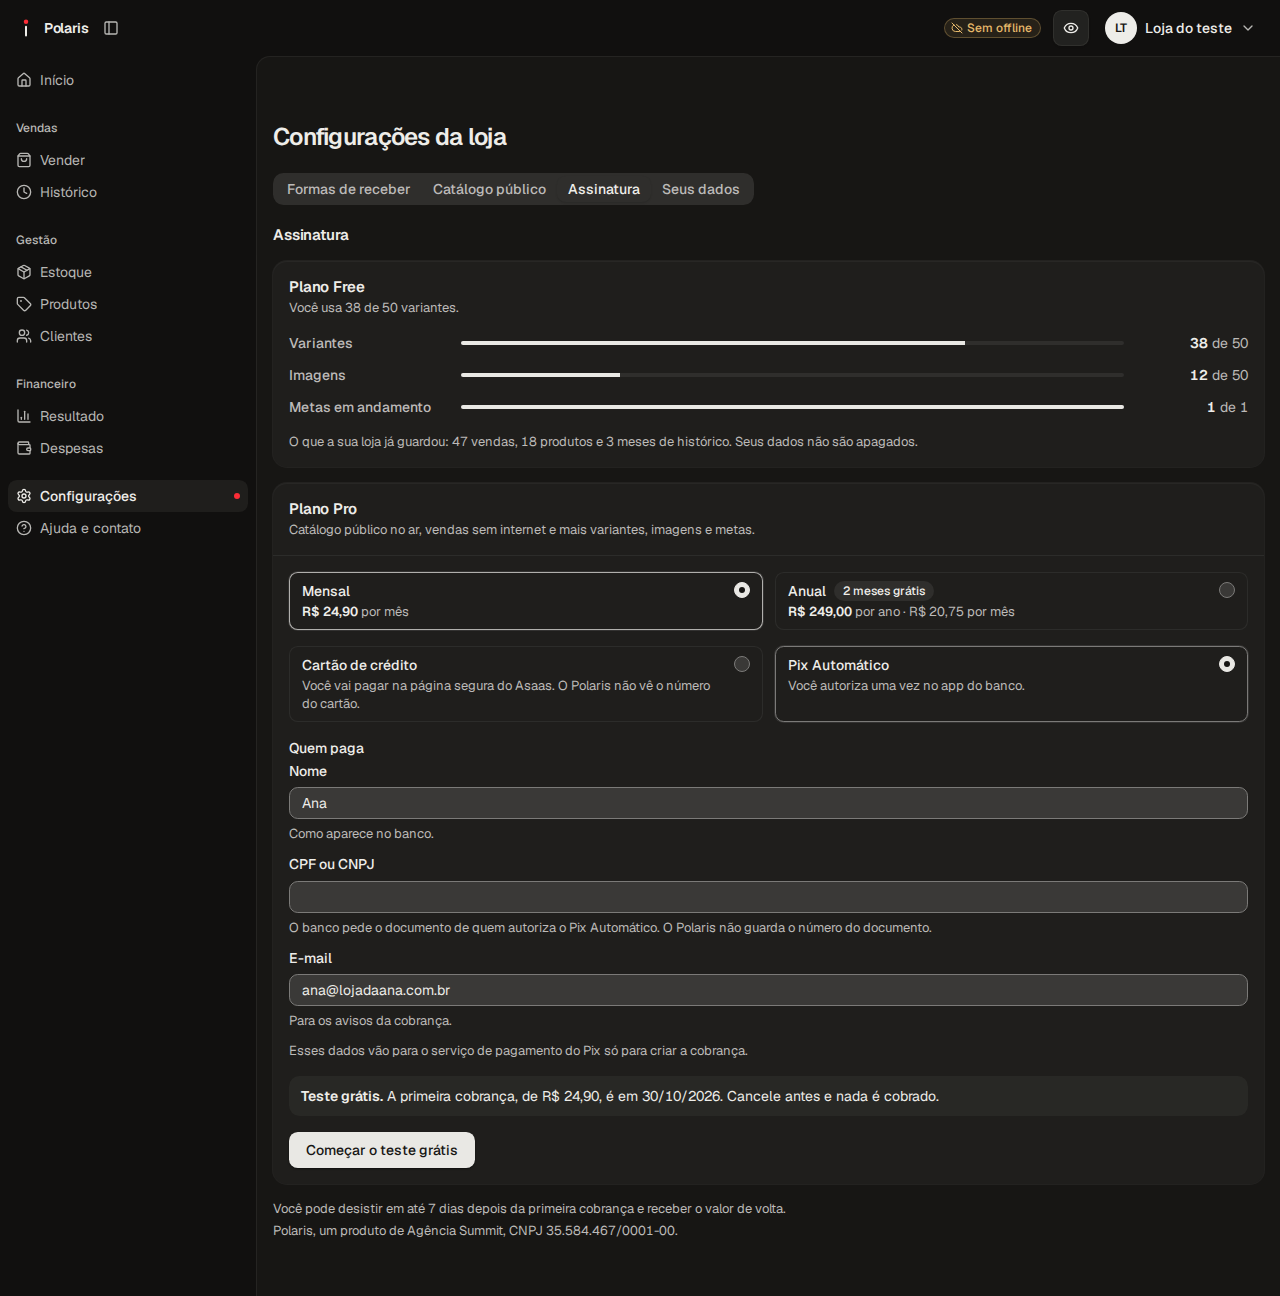 Polaris
Sem offline
LT
Loja do teste
Início
Vendas
Vender
Histórico
Gestão
Estoque
Produtos
Clientes
Financeiro
Resultado
Despesas
Configurações
Ajuda e contato
Configurações da loja
Formas de receber
Catálogo público
Assinatura
Seus dados
Assinatura
Plano Free
Você usa 38 de 50 variantes.
Variantes
38 de 50
Imagens
12 de 50
Metas em andamento
1 de 1
O que a sua loja já guardou: 47 vendas, 18 produtos e 3 meses de histórico. Seus dados não são apagados.
Plano Pro
Catálogo público no ar, vendas sem internet e mais variantes, imagens e metas.
Mensal
R$ 24,90 por mês
Anual
2 meses grátis
R$ 249,00 por ano · R$ 20,75 por mês
Cartão de crédito
Você vai pagar na página segura do Asaas. O Polaris não vê o número
do cartão.
Pix Automático
Você autoriza uma vez no app do banco.
Quem paga
Nome
Ana
Como aparece no banco.
CPF ou CNPJ
O banco pede o documento de quem autoriza o Pix Automático. O Polaris não guarda o número do documento.
E-mail
ana@lojadaana.com.br
Para os avisos da cobrança.
Esses dados vão para o serviço de pagamento do Pix só para criar a cobrança.
Teste grátis. A primeira cobrança, de R$ 24,90, é em 30/10/2026. Cancele antes e nada é cobrado.
Começar o teste grátis
Você pode desistir em até 7 dias depois da primeira cobrança e receber o valor de volta.
Polaris, um produto de Agência Summit, CNPJ 35.584.467/0001-00.